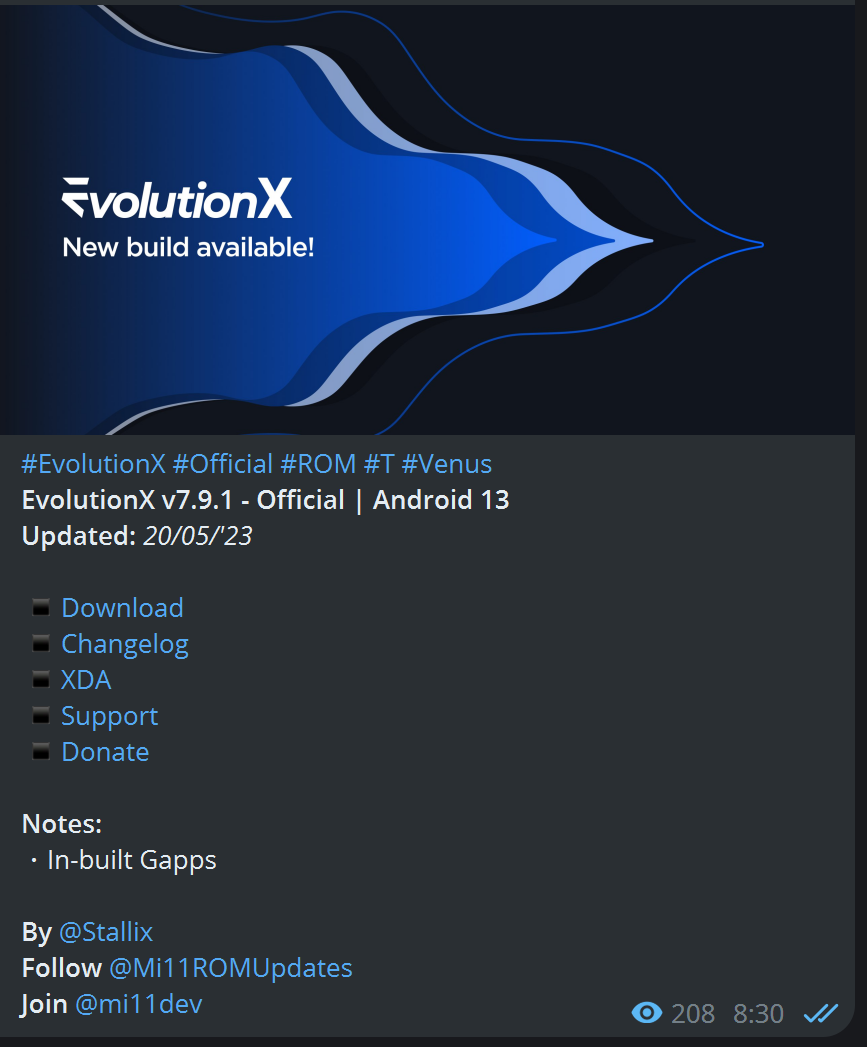 EvolutionX
New build available!
#EvolutionX #Official #ROM #T #Venus
EvolutionX v7.9.1 - Official | Android 13
Updated: 20/05/'23
Download
Changelog
XDA
Support
Donate
Notes:
· In-built Gapps
By @Stallix
Follow @Mi11ROMUpdates
Join @mi11dev
208 8:30